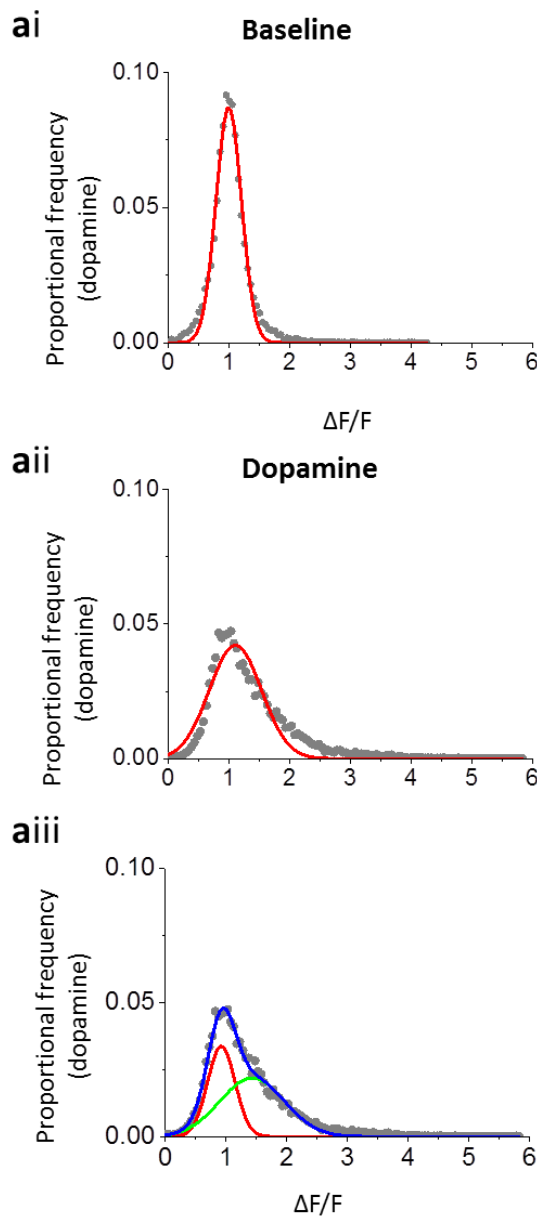 ai
Baseline
0.10
0.05
0.00
0 1 2 3 4 5 6
Proportional frequency
(dopamine)
ΔF/F
aii
Dopamine
0.10
0.05
0.00
0 1 2 3 4 5 6
Proportional frequency
(dopamine)
aiii
0.10
0.05
0.00
0 1 2 3 4 5 6
Proportional frequency
(dopamine)
ΔF/F